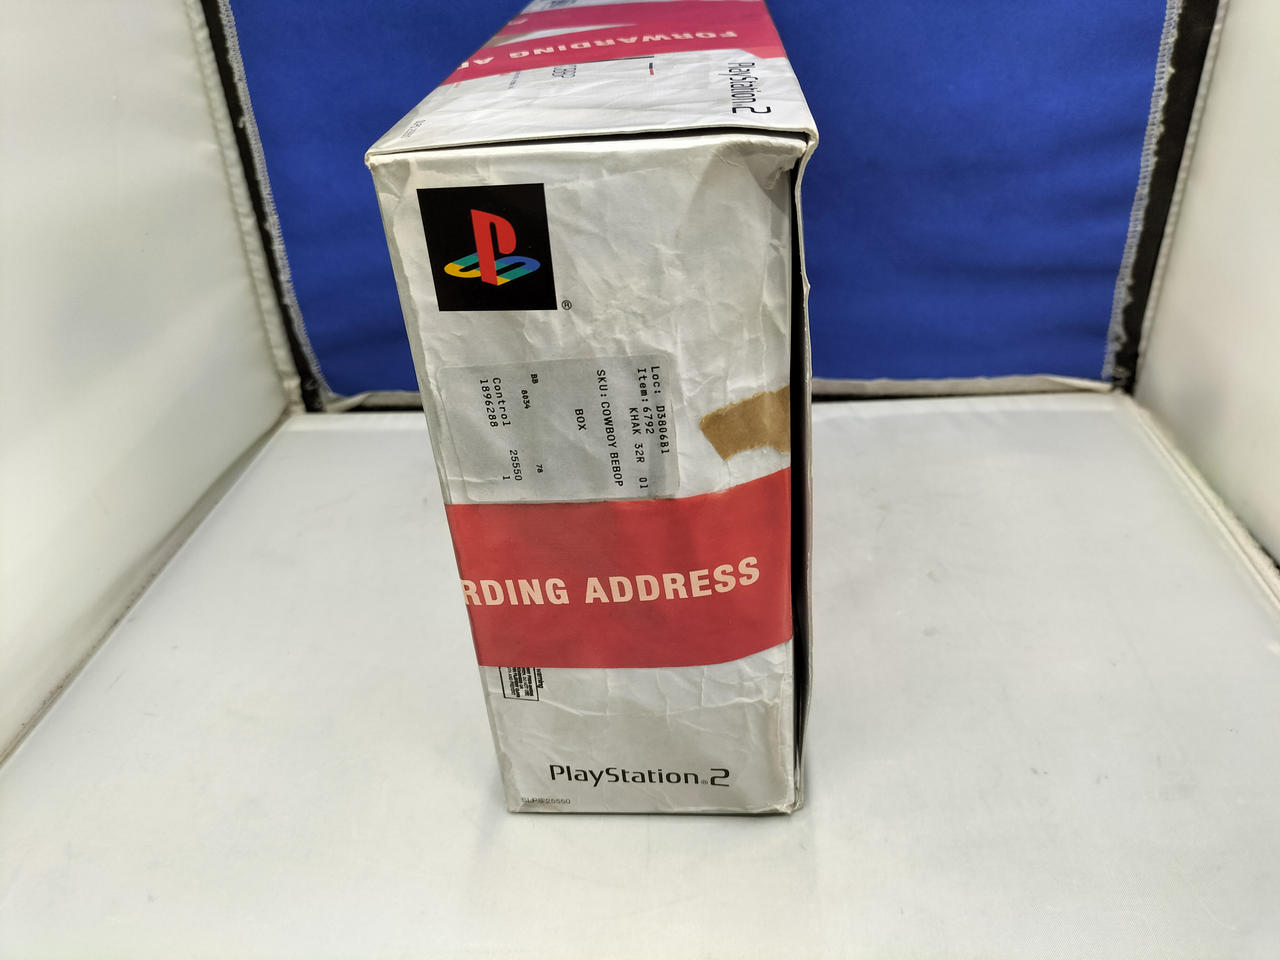 FORWARDING A
PlayStation 2
®
Loc: D3806B1
Item: 6792
KHAK 32R 01
SKU: COWBOY BEBOP
BOX
BB 8034 78
25550
Control 1
1896288
RDING ADDRESS
warning
PlayStation®2
SLPS 25550